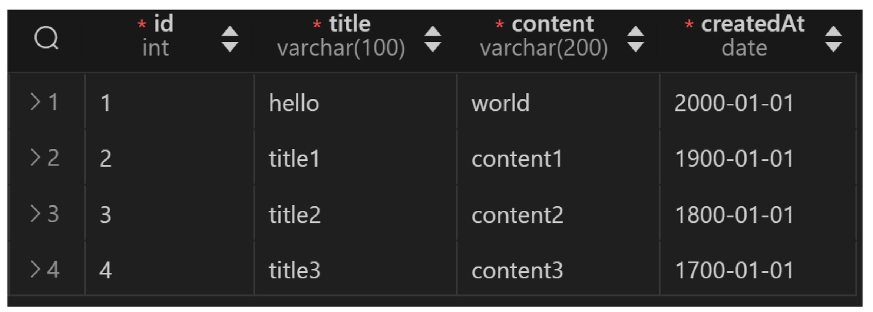 * id * title * content * createdAt
int varchar(100) varchar(200) date
> 1 1 hello world 2000-01-01
> 2 2 title1 content1 1900-01-01
> 3 3 title2 content2 1800-01-01
> 4 4 title3 content3 1700-01-01